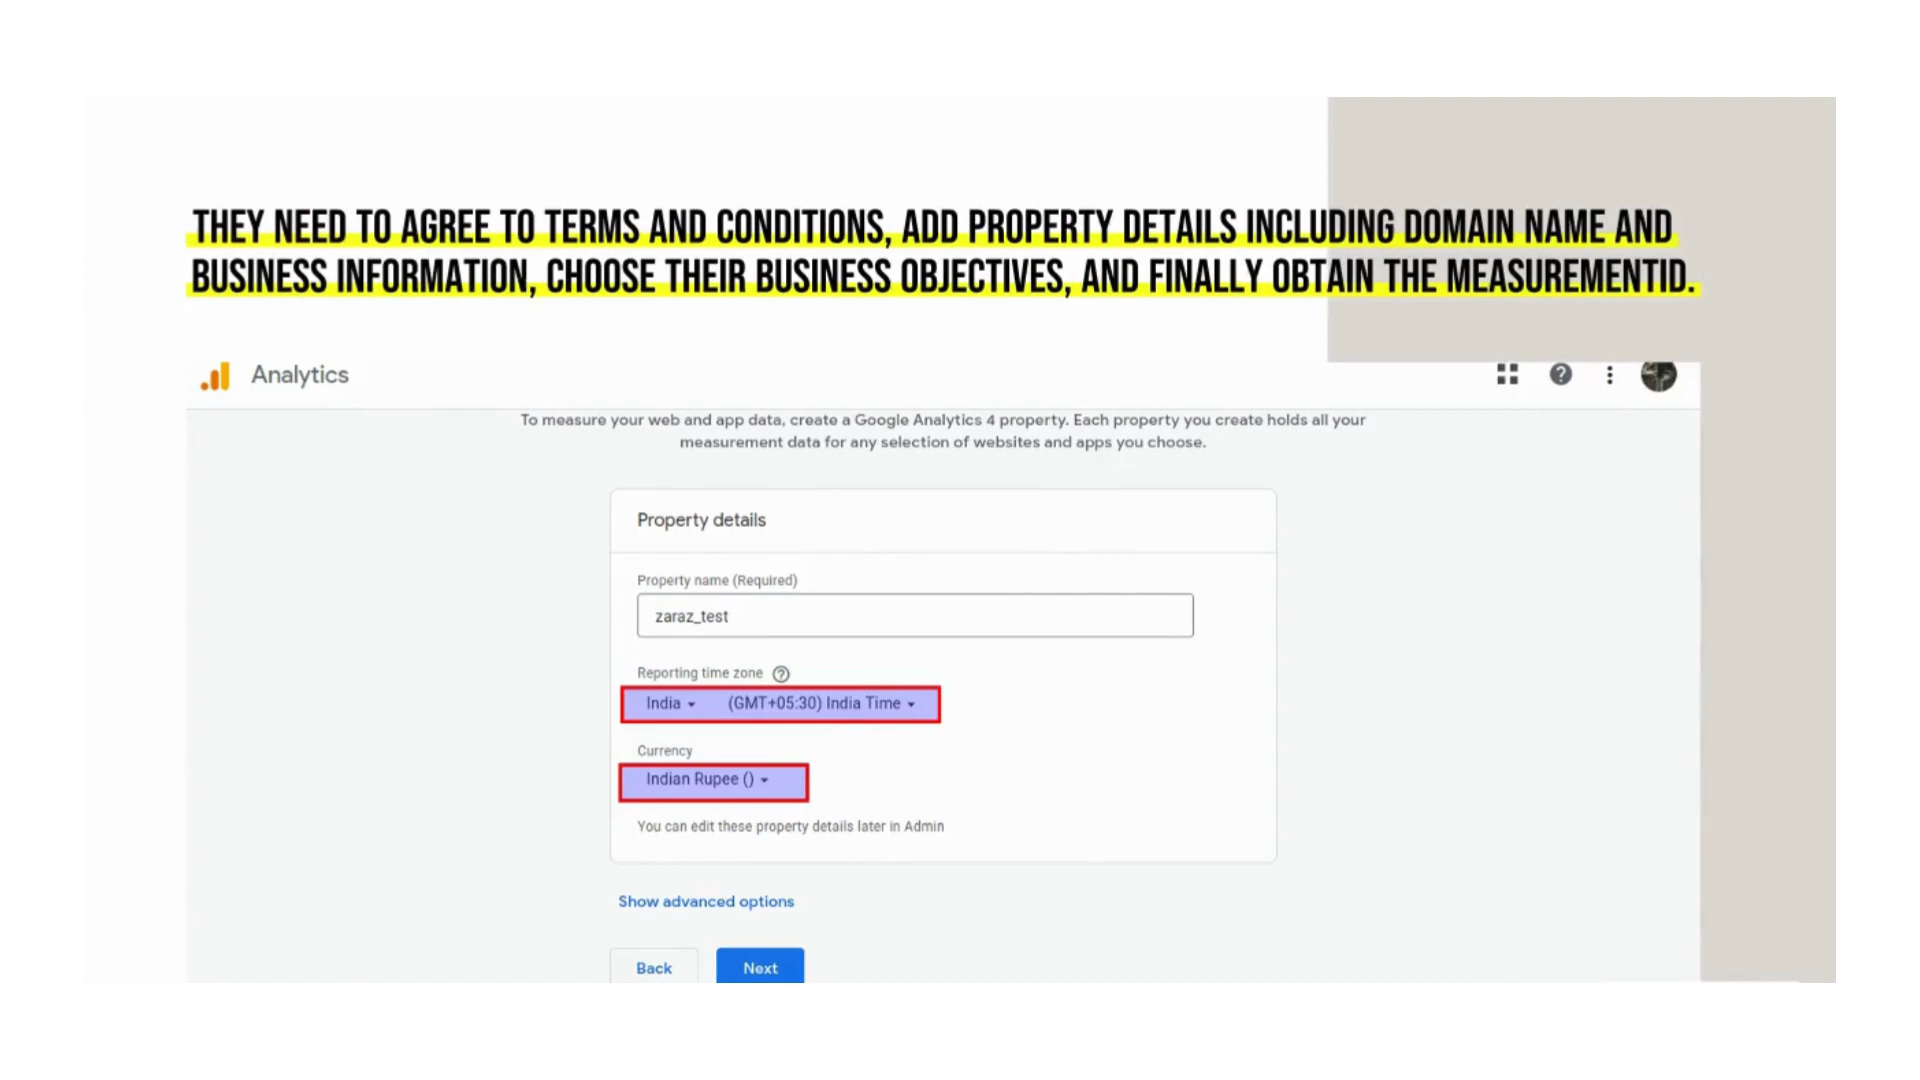 THEY NEED TO AGREE TO TERMS AND CONDITIONS, ADD PROPERTY DETAILS INCLUDING DOMAIN NAME AND
BUSINESS INFORMATION, CHOOSE THEIR BUSINESS OBJECTIVES, AND FINALLY OBTAIN THE MEASUREMENTID.
Analytics
To measure your web and app data, create a Google Analytics 4 property. Each property you create holds all your
measurement data for any selection of websites and apps you choose.
Property details
Property name (Required)
zaraz_test
Reporting time zone
India (GMT+05:30) India Time
Currency
Indian Rupee ()
You can edit these property details later in Admin
Show advanced options
Back Next